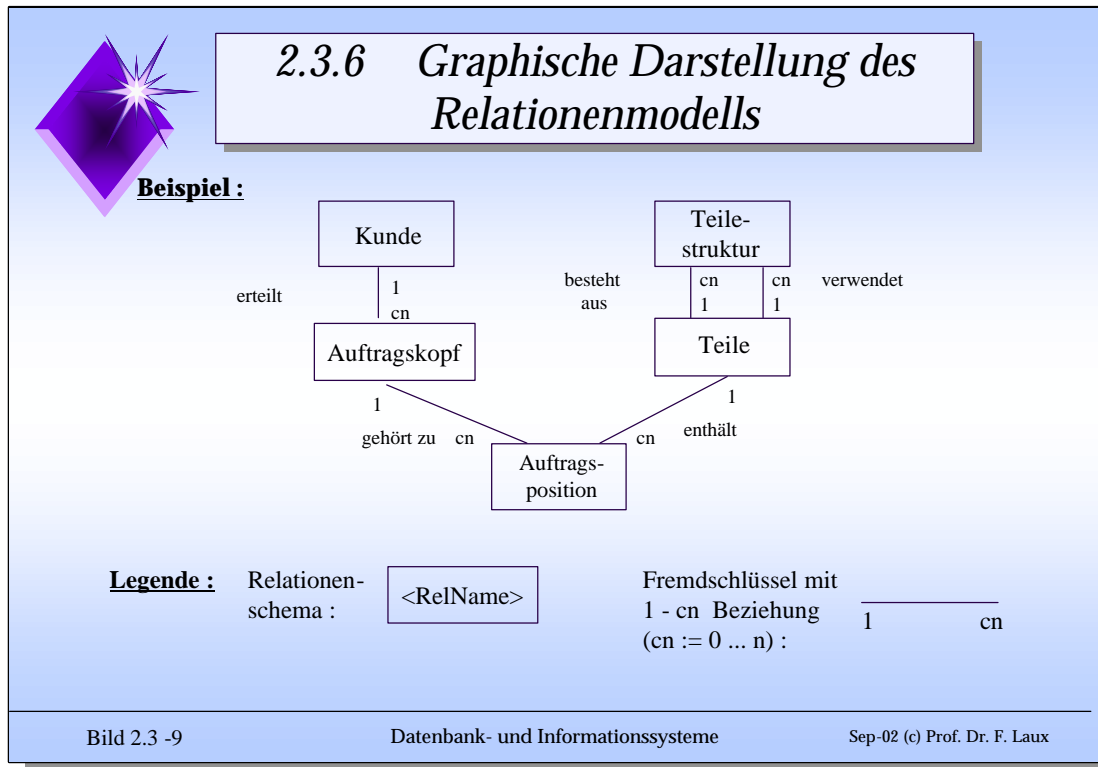 2.3.6 Graphische Darstellung des
Relationenmodells
Beispiel :
Kunde
Teile-
struktur
erteilt
1
cn
besteht
aus
cn
cn
verwendet
1
1
Auftragskopf
Teile
1
1
gehört zu
cn
cn
enthält
Auftrags-
position
Legende :
Relationen-
schema :
<RelName>
Fremdschlüssel mit
1 - cn Beziehung
(cn := 0 ... n) :
1
cn
Bild 2.3 -9
Datenbank- und Informationssysteme
Sep-02 (c) Prof. Dr. F. Laux